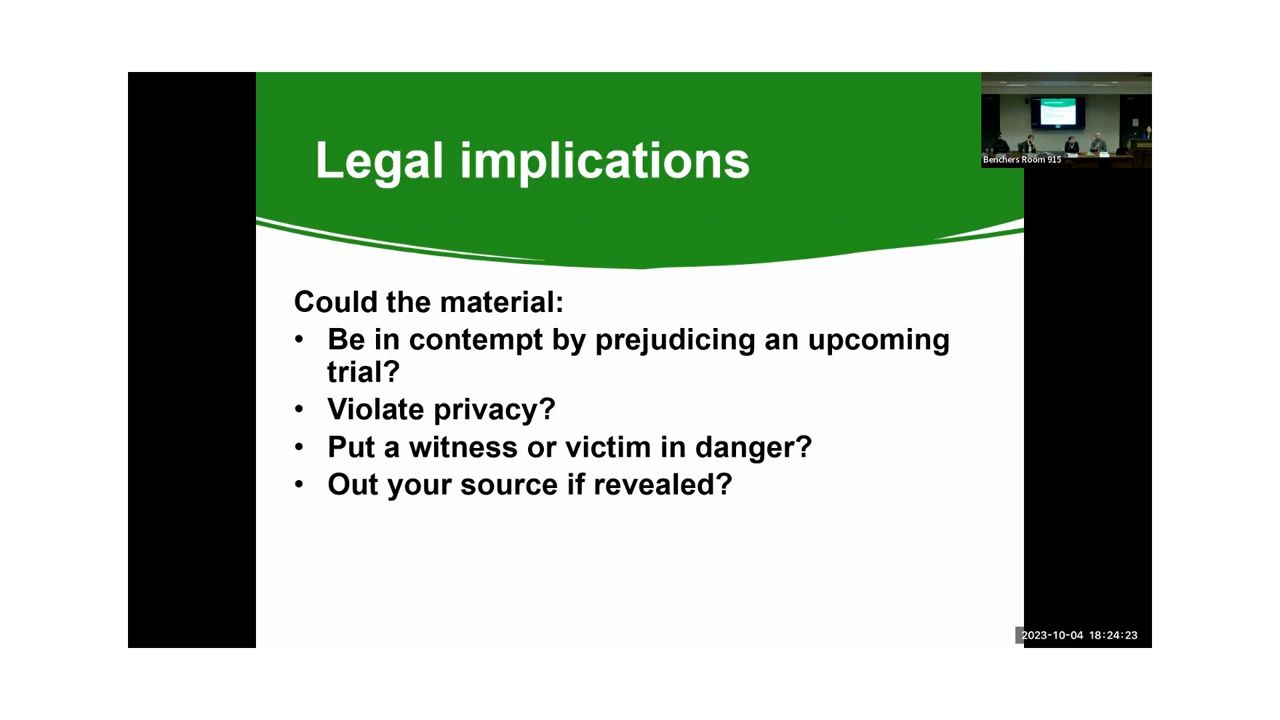 Legal implications
Benchers Room 915
Could the material:
• Be in contempt by prejudicing an upcoming
trial?
• Violate privacy?
• Put a witness or victim in danger?
• Out your source if revealed?
2023-10-04 18:24:23